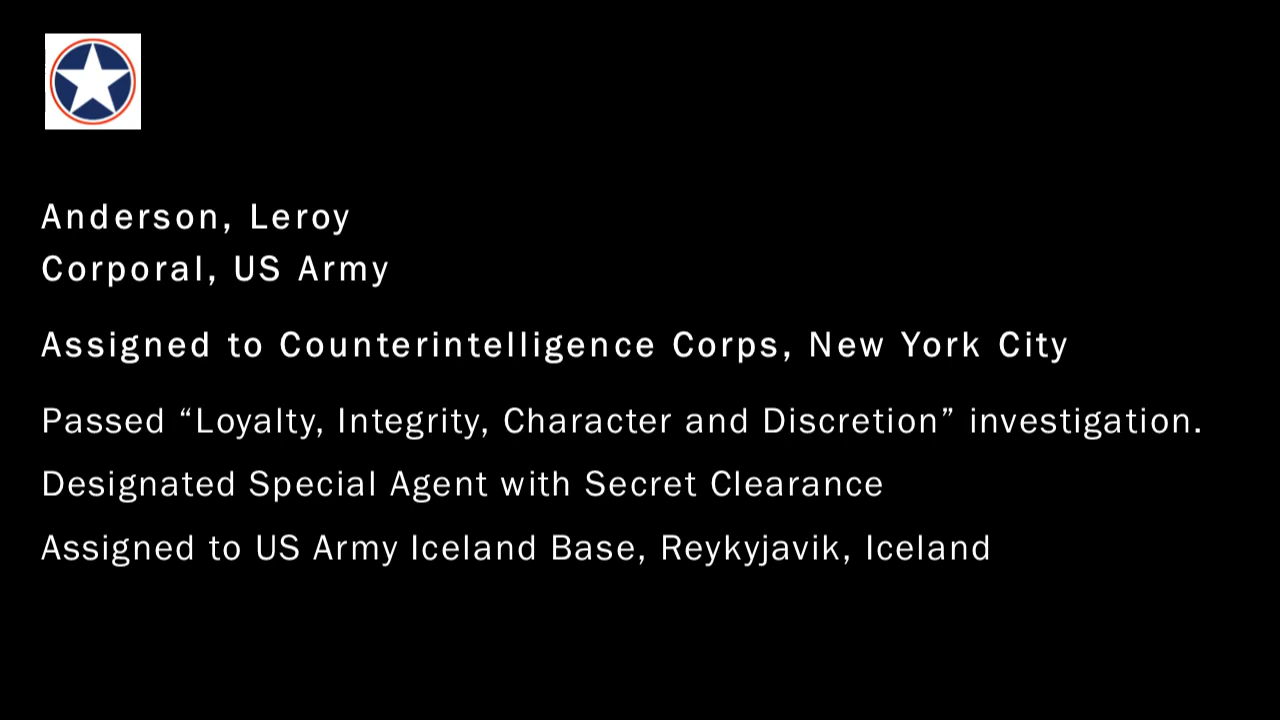 Anderson, Leroy
Corporal, US Army
Assigned to Counterintelligence Corps, New York City
Passed “Loyalty, Integrity, Character and Discretion” investigation.
Designated Special Agent with Secret Clearance
Assigned to US Army Iceland Base, Reykyjavik, Iceland